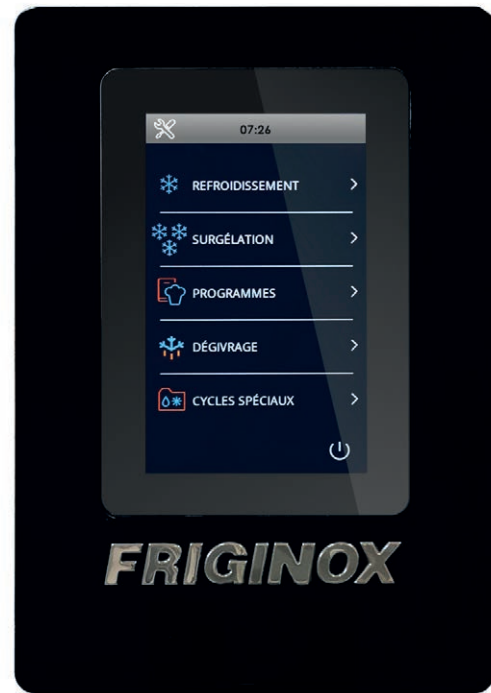 07:26
REFROIDISSEMENT
SURGÉLATION
PROGRAMMES
DÉGIVRAGE
CYCLES SPÉCIAUX
FRIGINOX